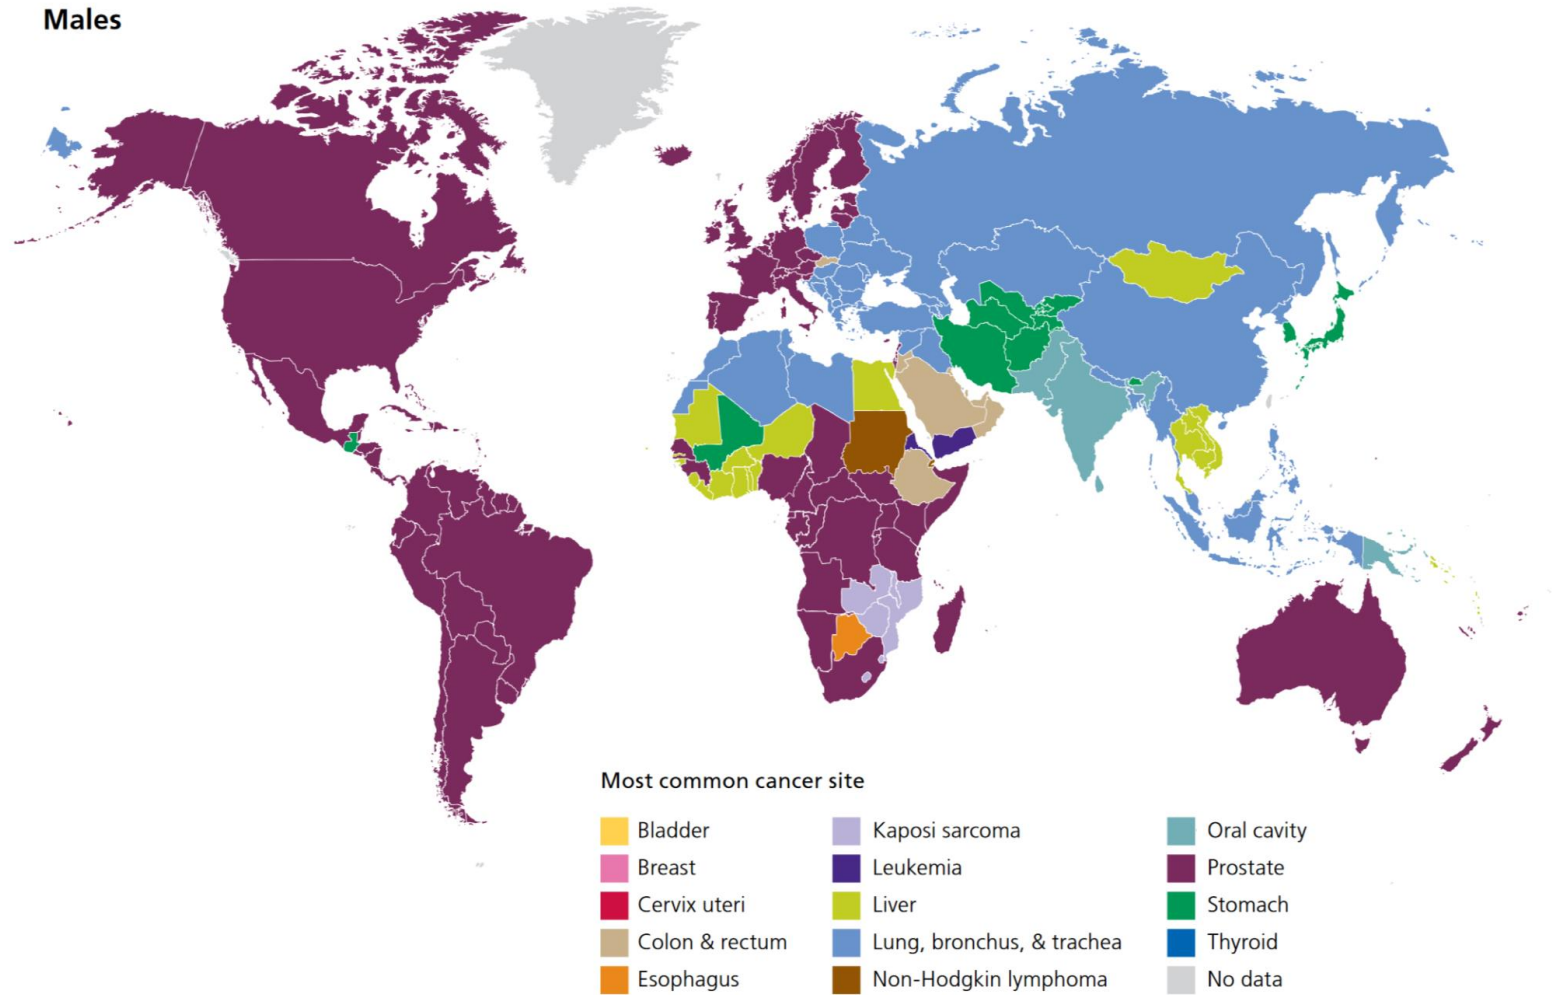 Males
Most common cancer site
Bladder
Breast
Cervix uteri
Colon & rectum
Esophagus
Kaposi sarcoma
Leukemia
Liver
Lung, bronchus, & trachea
Non-Hodgkin lymphoma
Oral cavity
Prostate
Stomach
Thyroid
No data